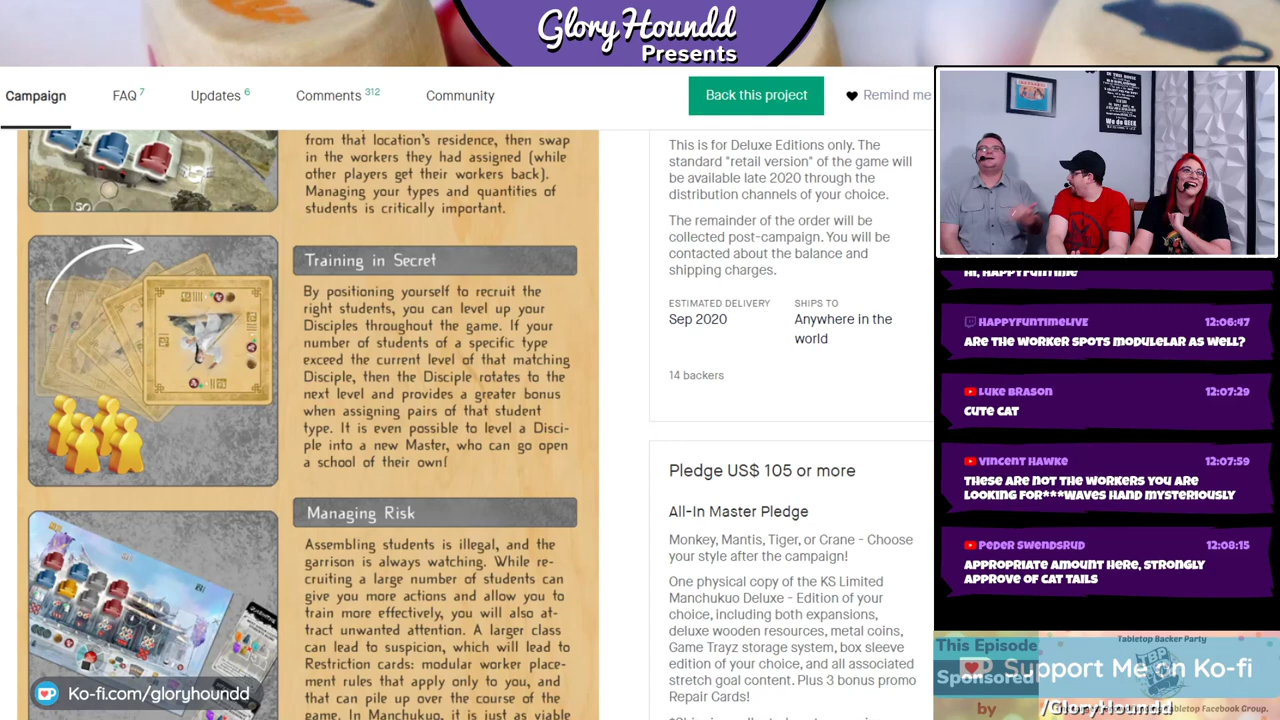 GloryHoundd
Presents
Campaign
FAQ 7
Updates 6
Comments 312
Community
Back this project
Remind me
from that location's residence, then swap
in the workers they had assigned (while
other players get their workers back).
Managing your types and quantities of
students is critically important.
Training in Secret
By positioning yourself to recruit the
right students, you can level up your
Disciples throughout the game. If your
number of students of a specific type
exceed the current level of that matching
Disciple, then the Disciple rotates to the
next level and provides a greater bonus
when assigning pairs of that student
type. It is even possible to level a Disci-
ple into a new Master, who can go open
a school of their own!
Managing Risk
Assembling students is illegal, and the
garrison is always watching. While re-
cruiting a large number of students can
give you more actions and allow you to
train more effectively, you will also at-
tract unwanted attention. A larger class
can lead to suspicion, which will lead to
Restriction cards: modular worker place-
ment rules that apply only to you, and
that can pile up over the course of the
game. In Manchukuo, it is just as viable
Ko-fi.com/gloryhoundd
This is for Deluxe Editions only. The
standard "retail version" of the game will
be available late 2020 through the
distribution channels of your choice.
The remainder of the order will be
collected post-campaign. You will be
contacted about the balance and
shipping charges.
ESTIMATED DELIVERY
Sep 2020
SHIPS TO
Anywhere in the
world
14 backers
Pledge US$ 105 or more
All-In Master Pledge
Monkey, Mantis, Tiger, or Crane - Choose
your style after the campaign!
One physical copy of the KS Limited
Manchukuo Deluxe - Edition of your
choice, including both expansions,
deluxe wooden resources, metal coins,
Game Trayz storage system, box sleeve
edition of your choice, and all associated
stretch goal content. Plus 3 bonus promo
Repair Cards!
Hi, HAPPYFUNTIME
HAPPYFUNTIMELIVE 12:06:47
ARE THE WORKER SPOTS MODULELAR AS WELL?
LUKE BRASON 12:07:29
CUTE CAT
VINCENT HAWKE 12:07:59
THESE ARE NOT THE WORKERS YOU ARE
LOOKING FOR***WAVES HAND MYSTERIOUSLY
PEDER SWENDSRUD 12:08:15
APPROPRIATE AMOUNT HERE, STRONGLY
APPROVE OF CAT TAILS
This Episode
Sponsored
by
Tabletop Backer Party
Support Me on Ko-fi
/GloryHoundd
Tabletop Facebook Group.